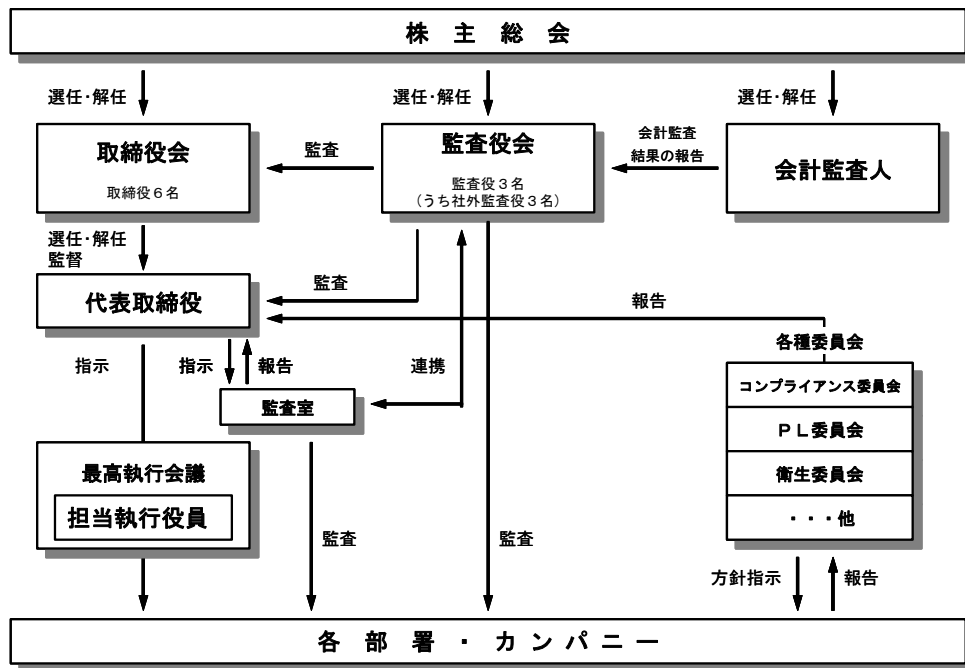 株主総会
選任・解任
選任・解任
選任・解任
取締役会
取締役６名
監査
監査役会
監査役３名
（うち社外監査役３名）
会計監査
結果の報告
会計監査人
選任・解任
監督
代表取締役
監査
報告
指示
指示
報告
連携
監査室
各種委員会
コンプライアンス委員会
ＰＬ委員会
衛生委員会
・・・他
最高執行会議
担当執行役員
監査
監査
方針指示
報告
各部署・カンパニー